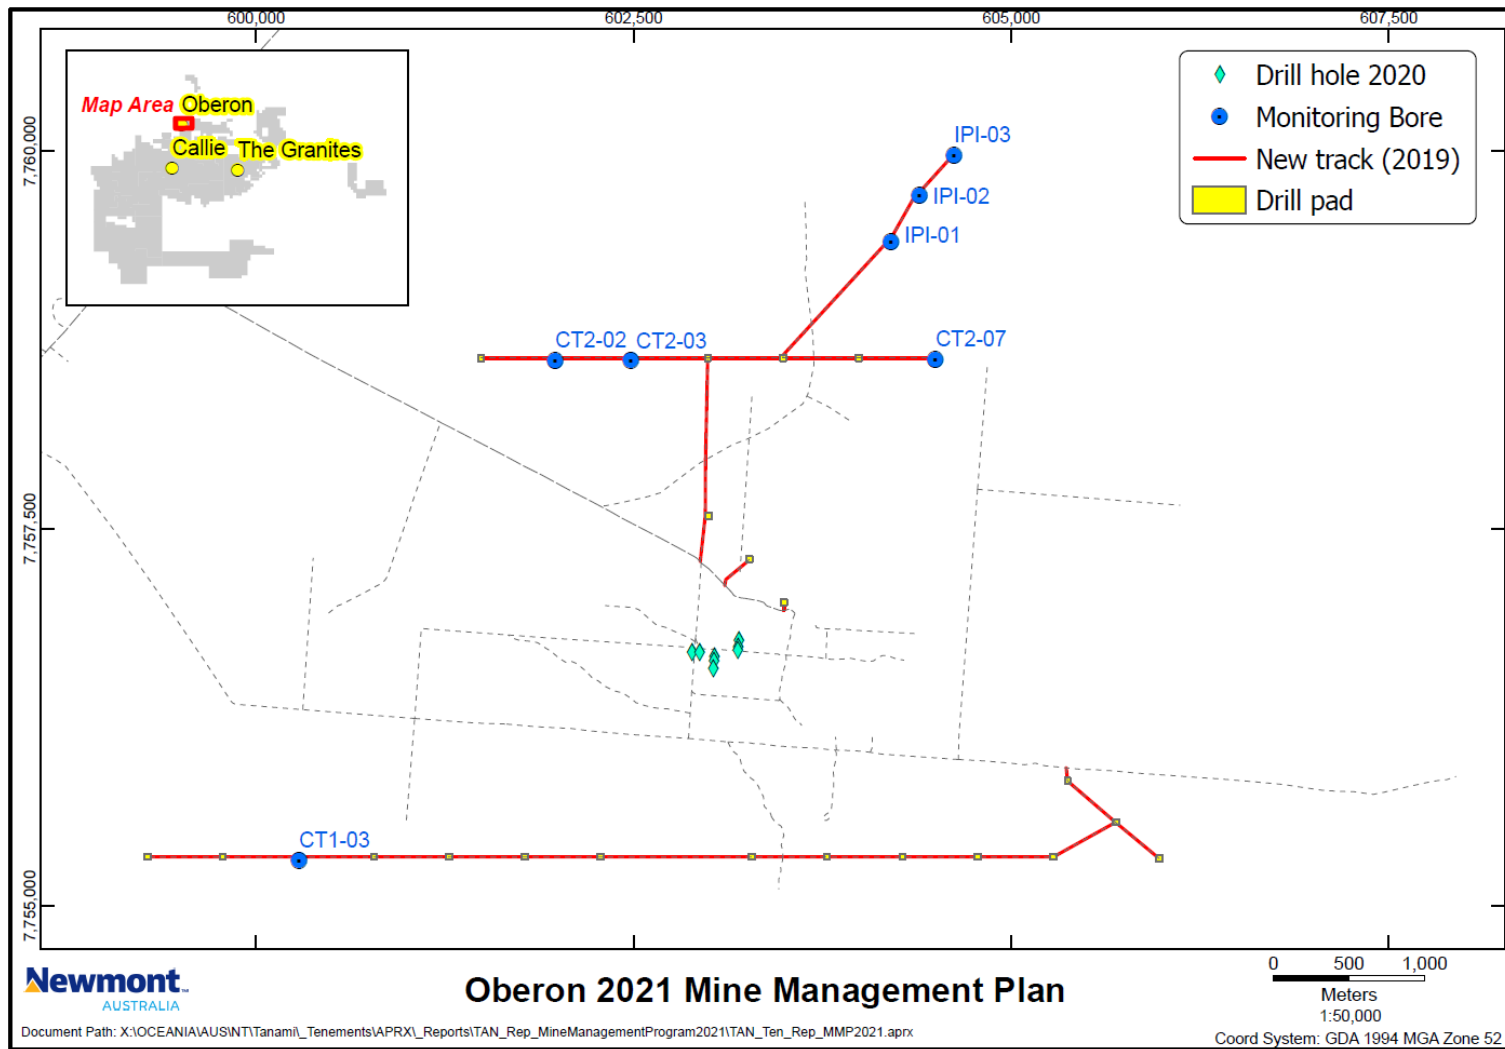 600,000
602,500
605,000
607,500
7,760,000
7,757,500
7,755,000
Map Area
Oberon
Callie
The Granites
Drill hole 2020
Monitoring Bore
New track (2019)
Drill pad
IPI-03
IPI-02
IPI-01
CT2-02
CT2-03
CT2-07
CT1-03
Newmont™
AUSTRALIA
Oberon 2021 Mine Management Plan
0 500 1,000
Meters
1:50,000
Document Path: X:\OCEANIA\AUS\NT\Tanami\_Tenements\APRX\_Reports\TAN_Rep_MineManagementProgram2021\TAN_Ten_Rep_MMP2021.aprx
Coord System: GDA 1994 MGA Zone 52